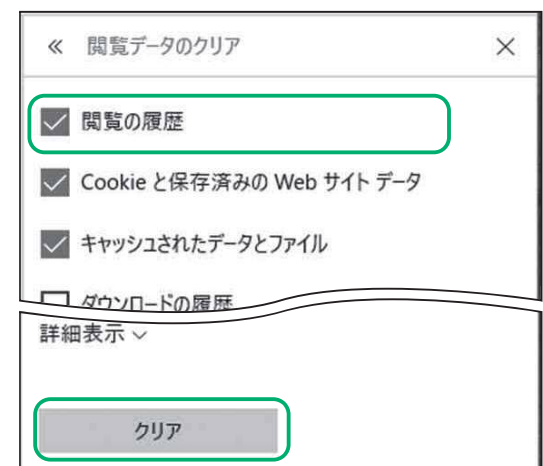 « 閲覧データのクリア ×
閲覧の履歴
Cookie と保存済みの Web サイト データ
キャッシュされたデータとファイル
ダウンロードの履歴
詳細表示
クリア